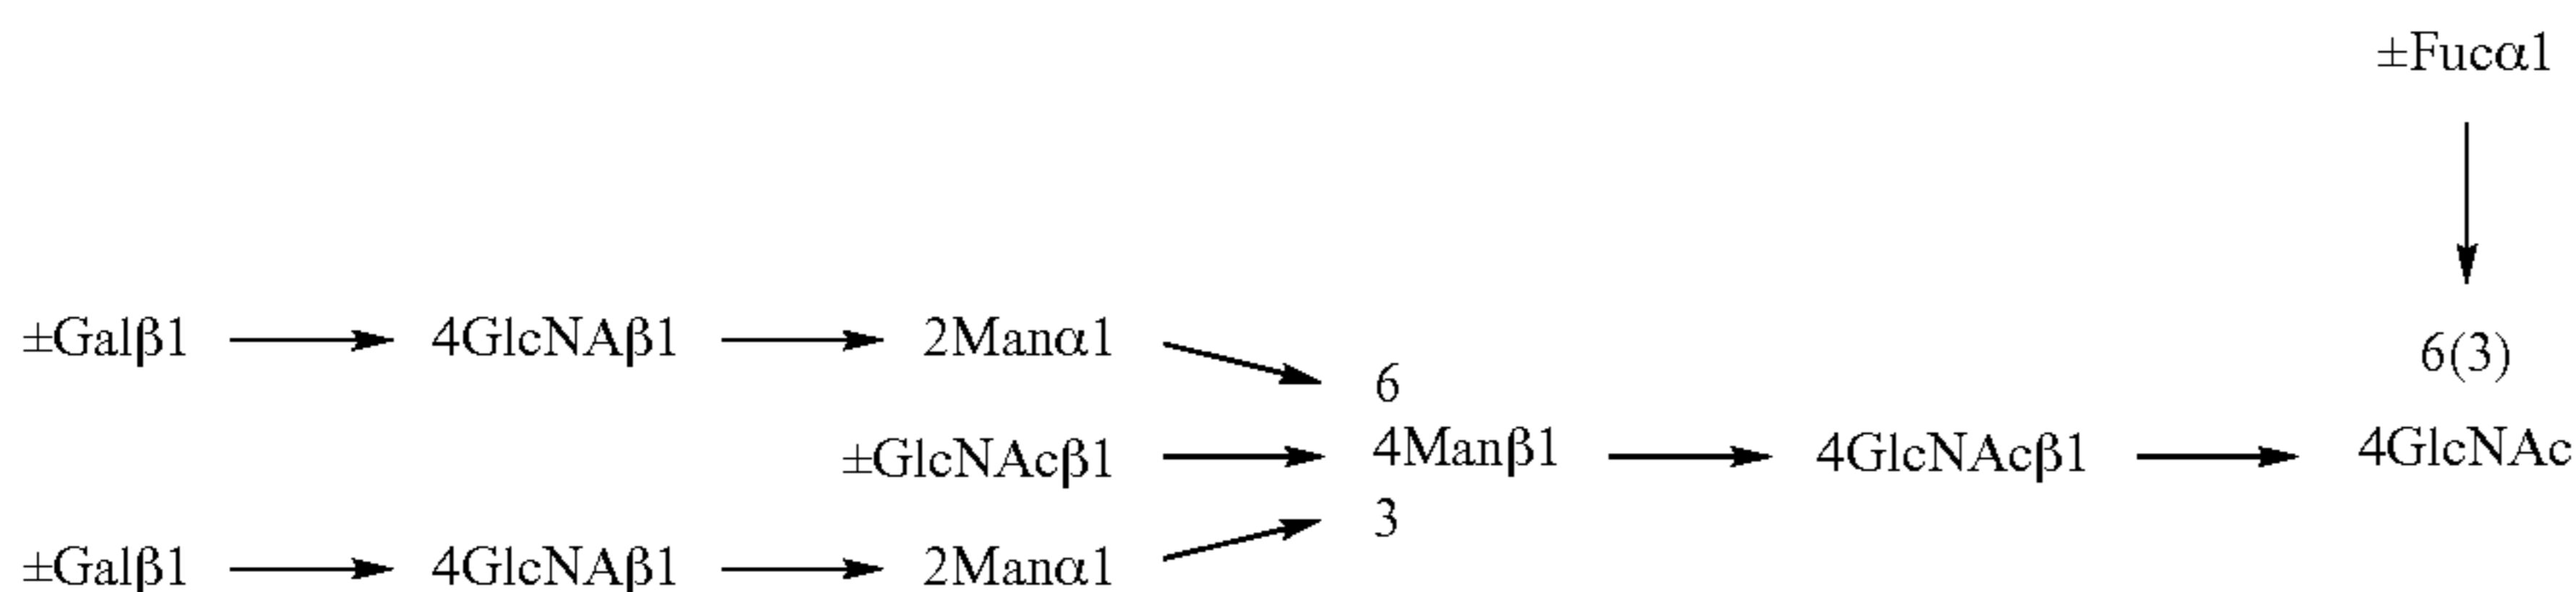 ±Fucα1
6(3)
±Galβ1 4GlcNAβ1 2Manα1
6
±GlcNAcβ1 4Manβ1 4GlcNAcβ1 4GlcNAc
3
±Galβ1 4GlcNAβ1 2Manα1